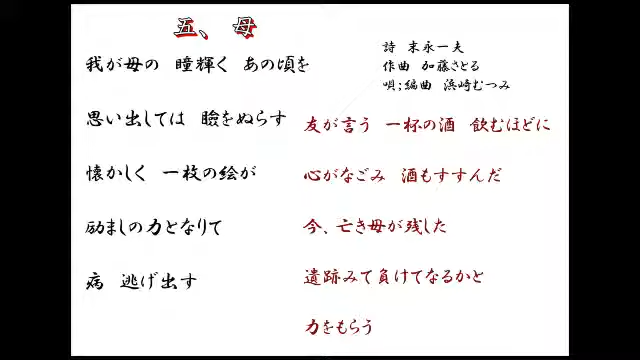 五、 母
詩 末永一夫
作曲 加藤さとる
唄;編曲 浜崎むつみ
我が母の 瞳輝く あの頃を
思い出しては 瞼をぬらす
懐かしく 一枚の絵が
励ましの力となりて
病 逃げ出す
友が言う 一杯の酒 飲むほどに
心がなごみ 酒もすすんだ
今、亡き母が残した
遺跡みて負けてなるかと
力をもらう